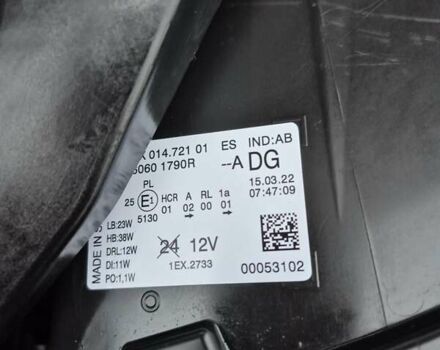 014.721 01 ES IND:AB
5060 1790R --A DG
PL 15.03.22
25 E1 HCR A RL 1a 07:47:09
5130 01 02 00 01
LB:23W
HB:38W
DRL:12W 24 12V
DI:11W
PO:1,1W 1EX.2733 00053102
MADE IN